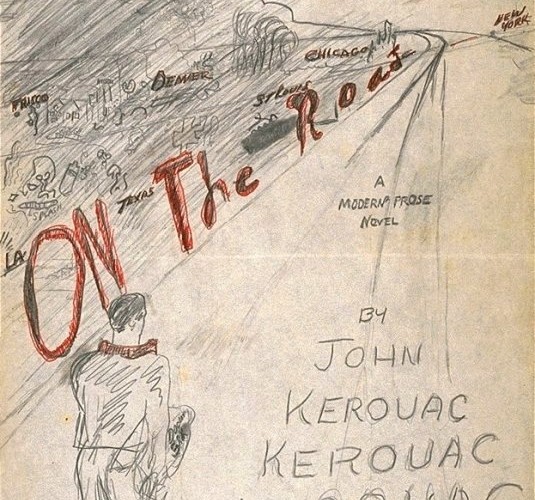 NEW YORK
CHICAGO
DENVER
ST LOUIS
FRISCO
TEXAS
LA
SPLASH
ON The Road
A
MODERN PROSE
NOVEL
BY
JOHN
KEROUAC
KEROUAC